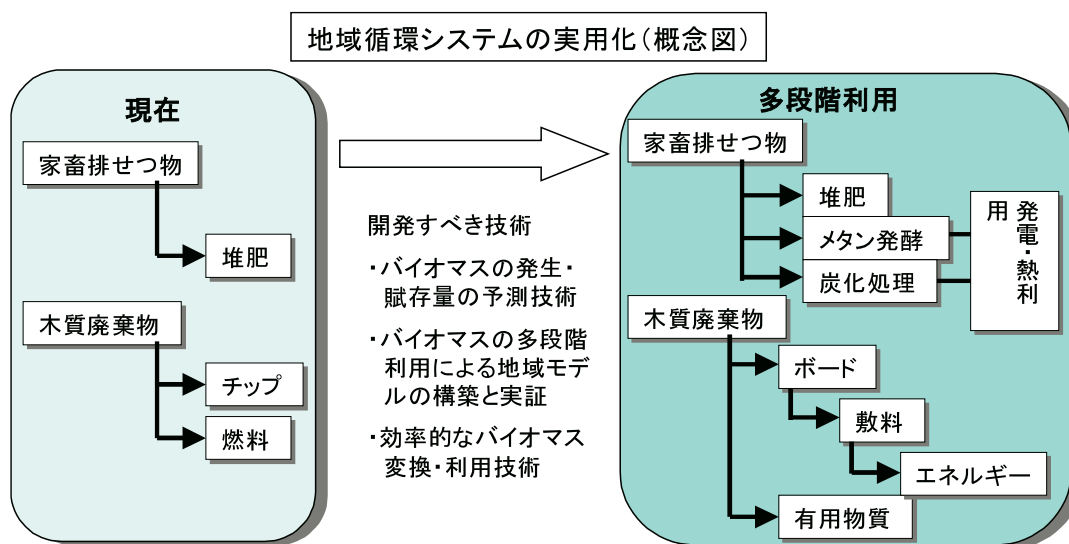 地域循環システムの実用化(概念図)
現在
家畜排せつ物
堆肥
木質廃棄物
チップ
燃料
開発すべき技術
・バイオマスの発生・
賦存量の予測技術
・バイオマスの多段階
利用による地域モデ
ルの構築と実証
・効率的なバイオマス
変換・利用技術
多段階利用
家畜排せつ物
堆肥
メタン発酵
炭化処理
発電・熱利
用
木質廃棄物
ボード
敷料
エネルギー
有用物質